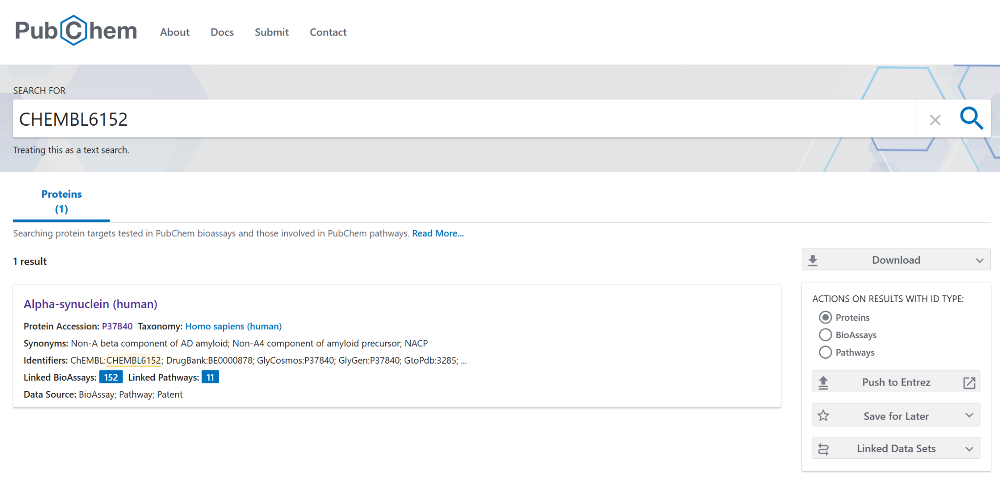 PubChem
About Docs Submit Contact
SEARCH FOR
CHEMBL6152
Treating this as a text search.
Proteins
(1)
Searching protein targets tested in PubChem bioassays and those involved in PubChem pathways. Read More...
1 result
Download
Alpha-synuclein (human)
Protein Accession: P37840 Taxonomy: Homo sapiens (human)
Synonyms: Non-A beta component of AD amyloid; Non-A4 component of amyloid precursor; NACP
Identifiers: ChEMBL:CHEMBL6152; DrugBank:BE0000878; GlyCosmos:P37840; GlyGen:P37840; GtoPdb:3285; ...
Linked BioAssays: 152 Linked Pathways: 11
Data Source: BioAssay; Pathway; Patent
ACTIONS ON RESULTS WITH ID TYPE:
Proteins
BioAssays
Pathways
Push to Entrez
Save for Later
Linked Data Sets